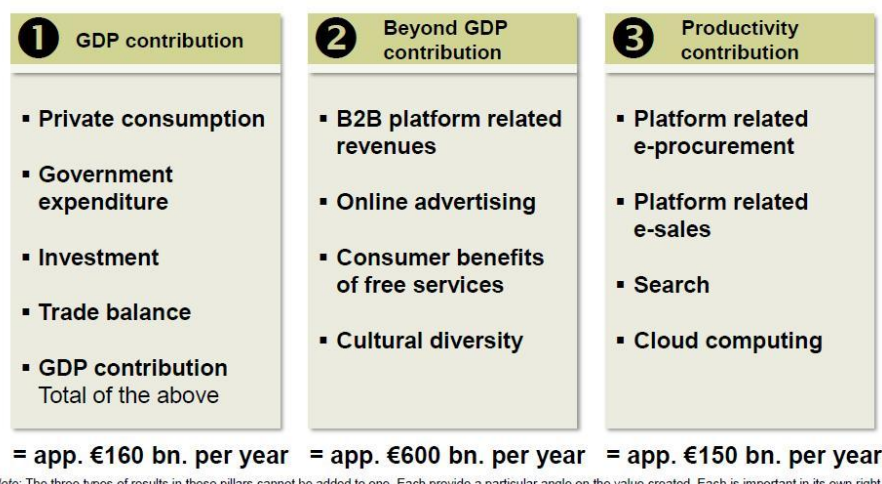 1 GDP contribution
▪ Private consumption
▪ Government
expenditure
▪ Investment
▪ Trade balance
▪ GDP contribution
Total of the above
= app. €160 bn. per year
2 Beyond GDP
contribution
▪ B2B platform related
revenues
▪ Online advertising
▪ Consumer benefits
of free services
▪ Cultural diversity
= app. €600 bn. per year
3 Productivity
contribution
▪ Platform related
e-procurement
▪ Platform related
e-sales
▪ Search
▪ Cloud computing
= app. €150 bn. per year
The three types of results in these pillars cannot be added to one. Each provide a particular angle on the value created. Each is important in its own right